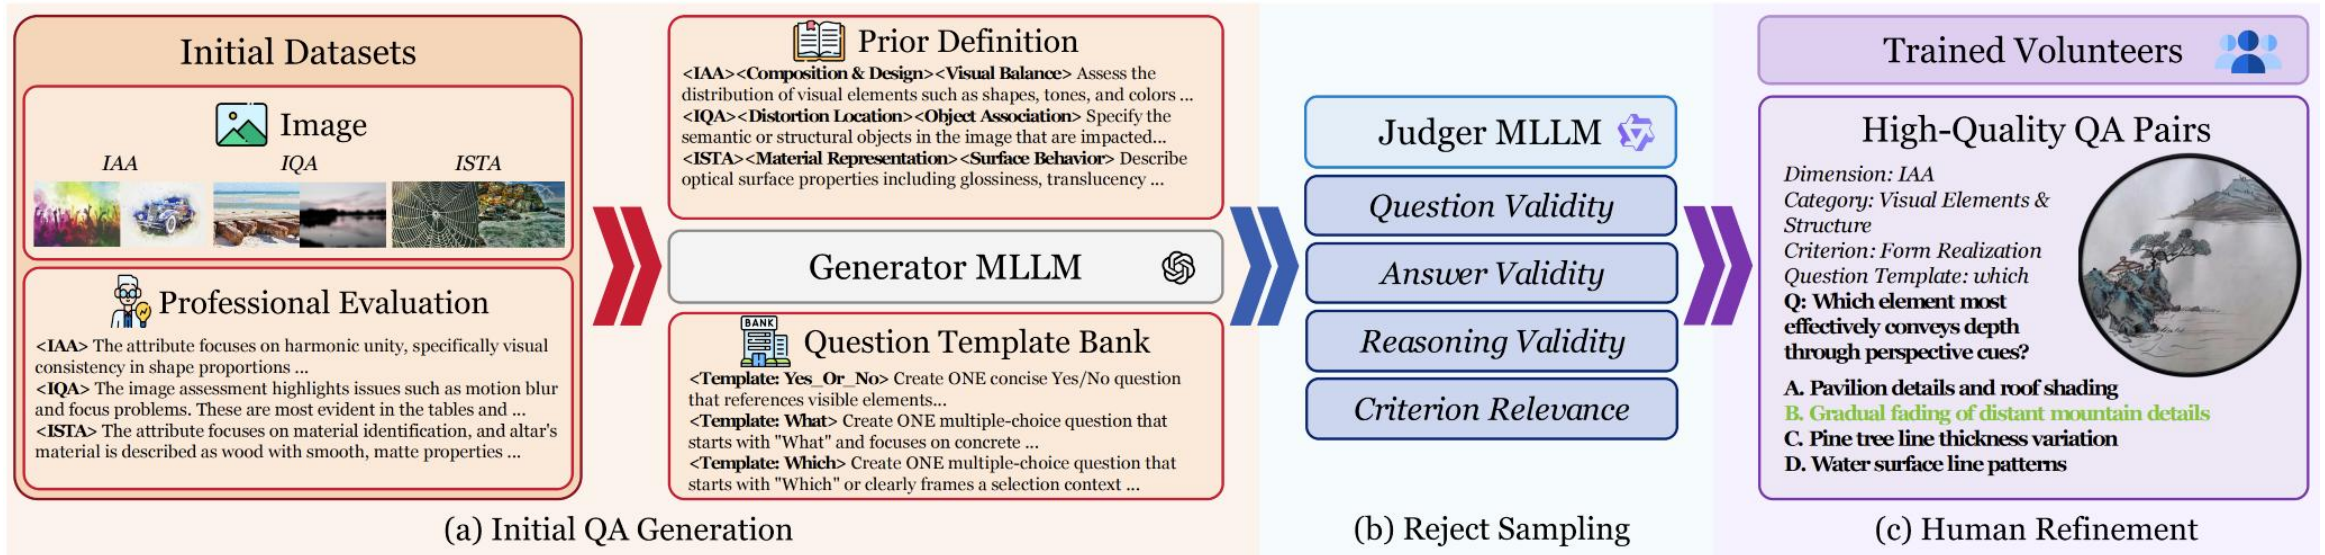 Initial Datasets
Image
IAA IQA ISTA
Professional Evaluation
<IAA> The attribute focuses on harmonic unity, specifically visual
consistency in shape proportions ...
<IQA> The image assessment highlights issues such as motion blur
and focus problems. These are most evident in the tables and ...
<ISTA> The attribute focuses on material identification, and altar's
material is described as wood with smooth, matte properties ...
Prior Definition
<IAA><Composition & Design><Visual Balance> Assess the
distribution of visual elements such as shapes, tones, and colors ...
<IQA><Distortion Location><Object Association> Specify the
semantic or structural objects in the image that are impacted...
<ISTA><Material Representation><Surface Behavior> Describe
optical surface properties including glossiness, translucency ...
Generator MLLM
BANK
Question Template Bank
<Template: Yes_Or_No> Create ONE concise Yes/No question
that references visible elements...
<Template: What> Create ONE multiple-choice question that
starts with "What" and focuses on concrete ...
<Template: Which> Create ONE multiple-choice question that
starts with "Which" or clearly frames a selection context ...
(a) Initial QA Generation
Judger MLLM
Question Validity
Answer Validity
Reasoning Validity
Criterion Relevance
(b) Reject Sampling
Trained Volunteers
High-Quality QA Pairs
Dimension: IAA
Category: Visual Elements &
Structure
Criterion: Form Realization
Question Template: which
Q: Which element most
effectively conveys depth
through perspective cues?
A. Pavilion details and roof shading
B. Gradual fading of distant mountain details
C. Pine tree line thickness variation
D. Water surface line patterns
(c) Human Refinement